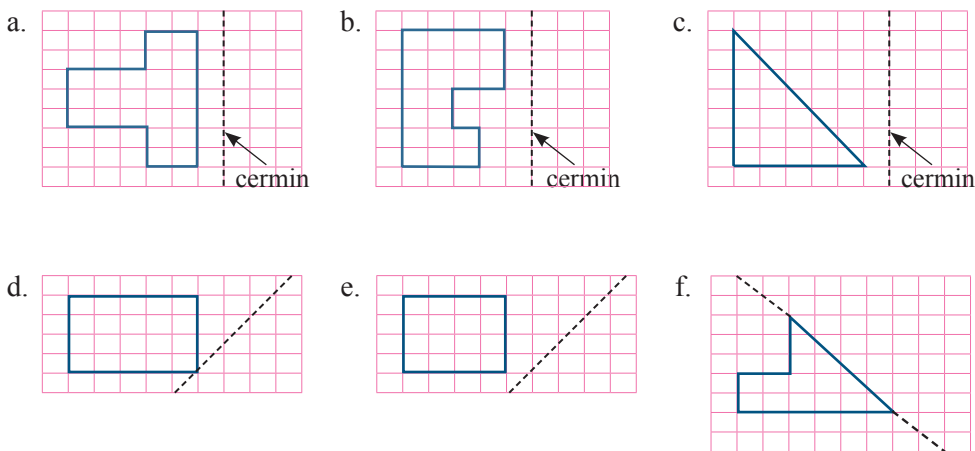 a. b. c.
cermin cermin cermin
d. e. f.